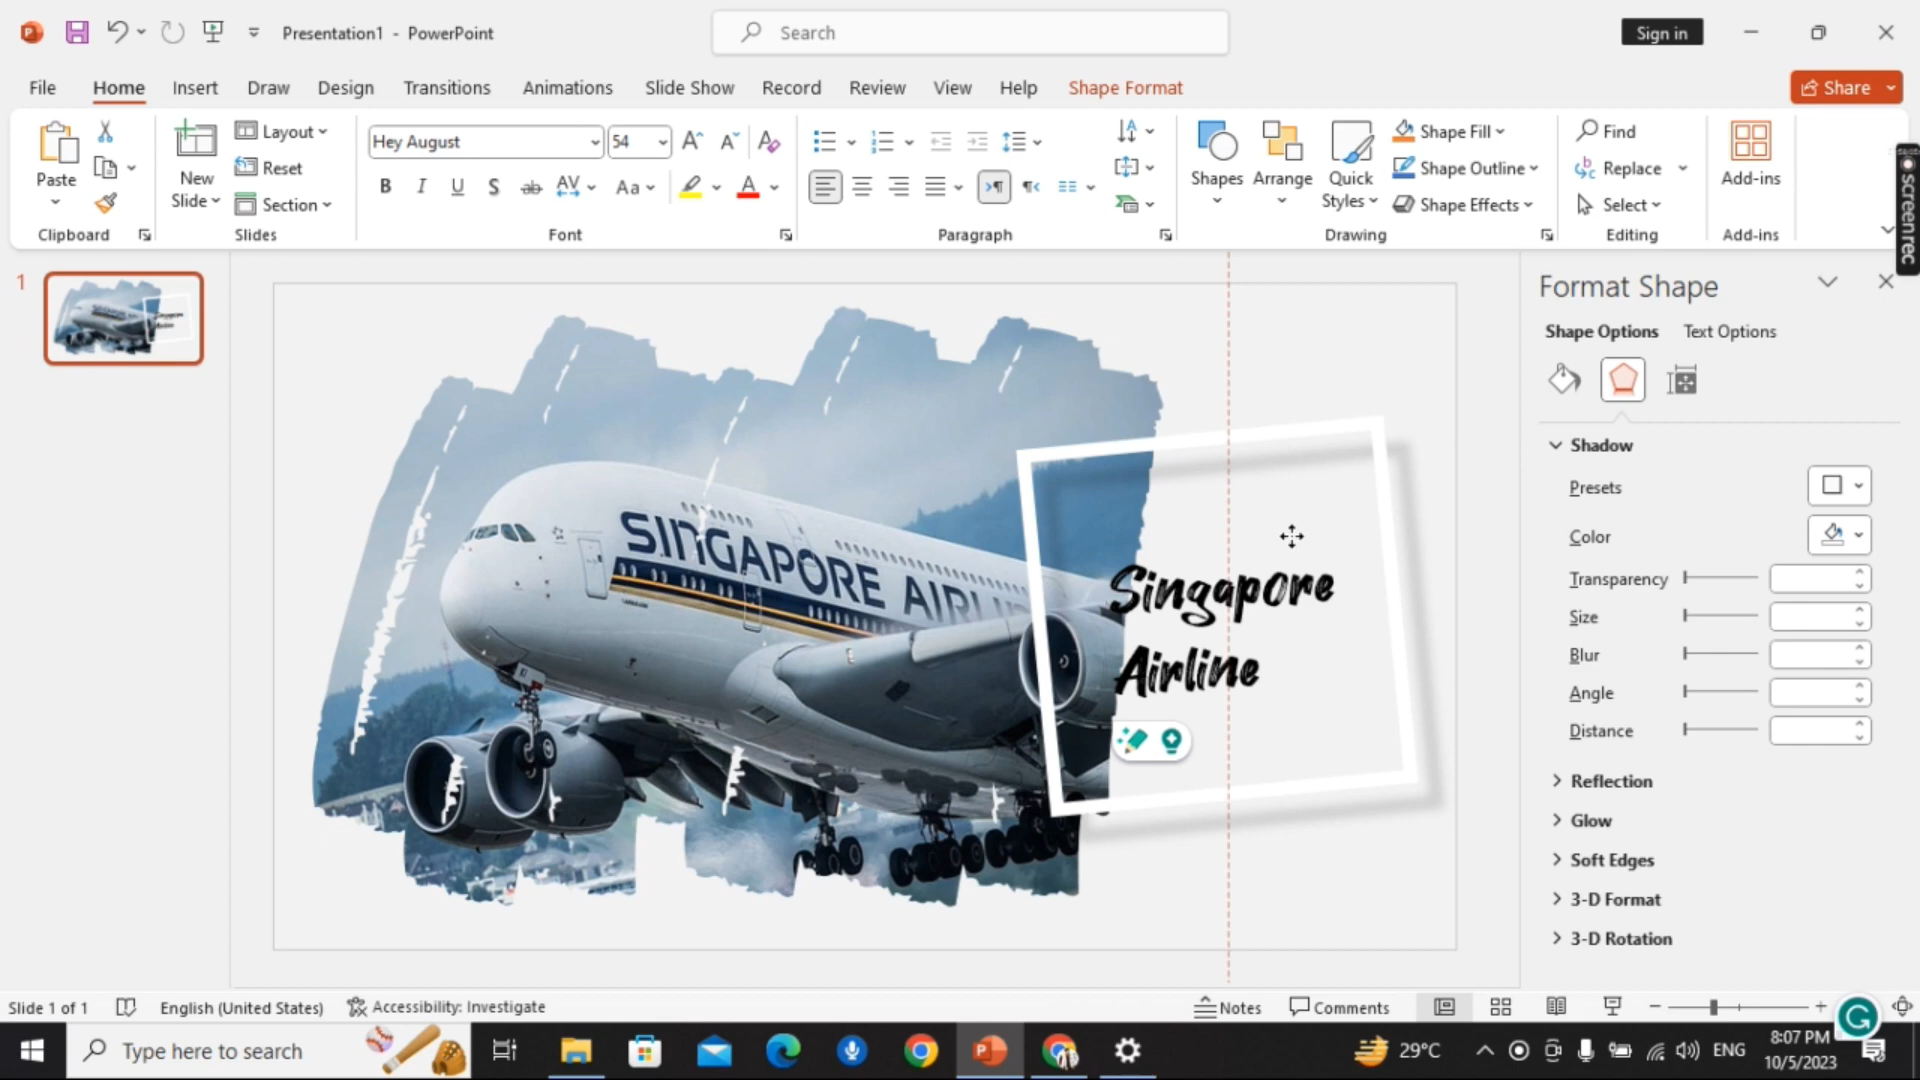 Presentation1 - PowerPoint
Search
Sign in
File Home Insert Draw Design Transitions Animations Slide Show Record Review View Help Shape Format
Share
Paste
New Slide
Layout
Reset
Section
Hey August
54
B I U S ab AV Aa A
Shapes
Arrange
Quick Styles
Shape Fill
Shape Outline
Shape Effects
Find
Replace
Select
Add-ins
Clipboard
Slides
Font
Paragraph
Drawing
Editing
Add-ins
screenrec
1
SINGAPORE AIRLIN
Singapore
Airline
Format Shape
Shape Options Text Options
Shadow
Presets
Color
Transparency
Size
Blur
Angle
Distance
Reflection
Glow
Soft Edges
3-D Format
3-D Rotation
Slide 1 of 1
English (United States)
Accessibility: Investigate
Notes
Comments
Type here to search
29°C
ENG
8:07 PM
10/5/2023